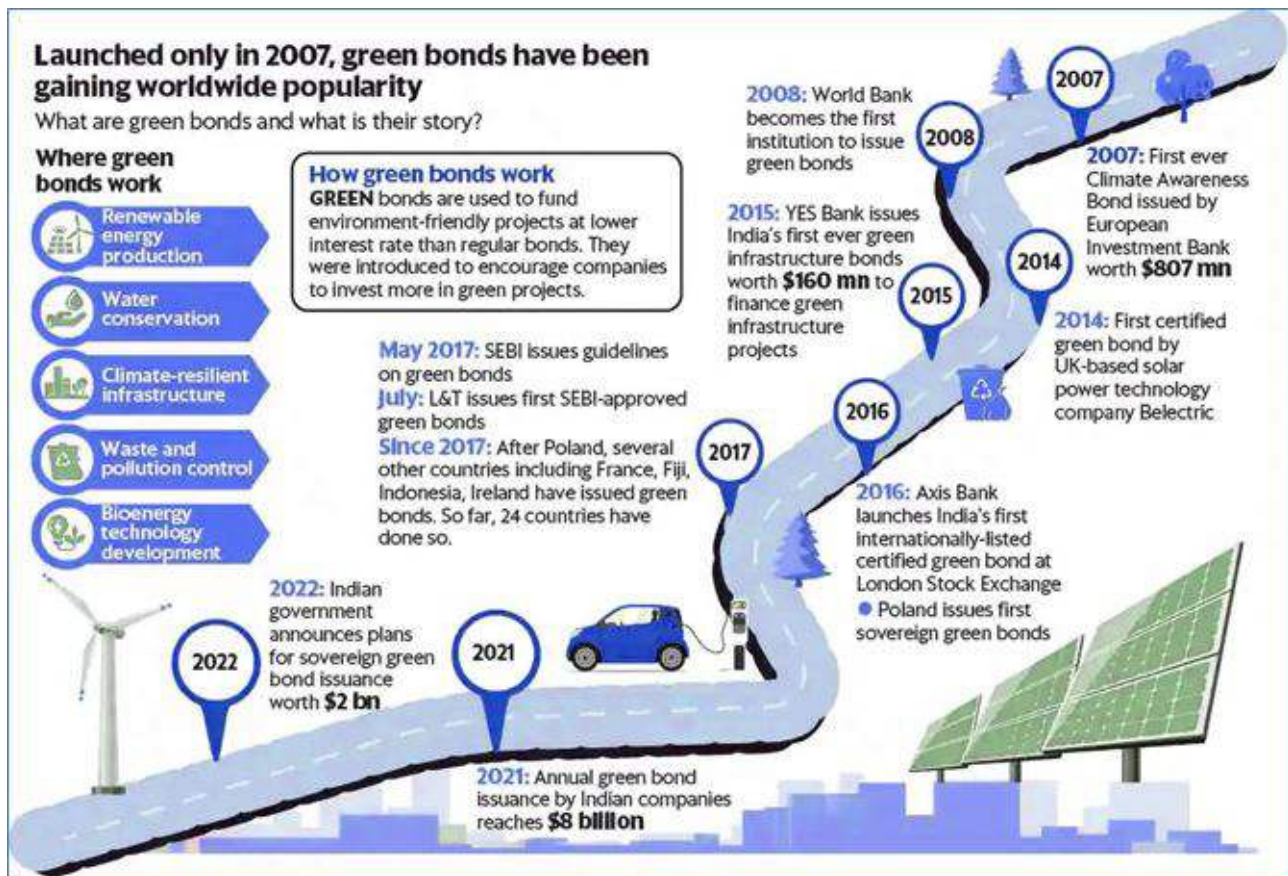 Launched only in 2007, green bonds have been
gaining worldwide popularity
What are green bonds and what is their story?
Where green
bonds work
Renewable
energy
production
Water
conservation
Climate-resilient
infrastructure
Waste and
pollution control
Bioenergy
technology
development
How green bonds work
GREEN bonds are used to fund
environment-friendly projects at lower
interest rate than regular bonds. They
were introduced to encourage companies
to invest more in green projects.
2007
2007: First ever
Climate Awareness
Bond issued by
European
Investment Bank
worth $807 mn
2008
2008: World Bank
becomes the first
institution to issue
green bonds
2014
2014: First certified
green bond by
UK-based solar
power technology
company Belectric
2015
2015: YES Bank issues
India's first ever green
infrastructure bonds
worth $160 mn to
finance green
infrastructure
projects
2016
2016: Axis Bank
launches India's first
internationally-listed
certified green bond at
London Stock Exchange
● Poland issues first
sovereign green bonds
2017
May 2017: SEBI issues guidelines
on green bonds
July: L&T issues first SEBI-approved
green bonds
Since 2017: After Poland, several
other countries including France, Fiji,
Indonesia, Ireland have issued green
bonds. So far, 24 countries have
done so.
2021
2021: Annual green bond
issuance by Indian companies
reaches $8 billion
2022
2022: Indian
government
announces plans
for sovereign green
bond issuance
worth $2 bn